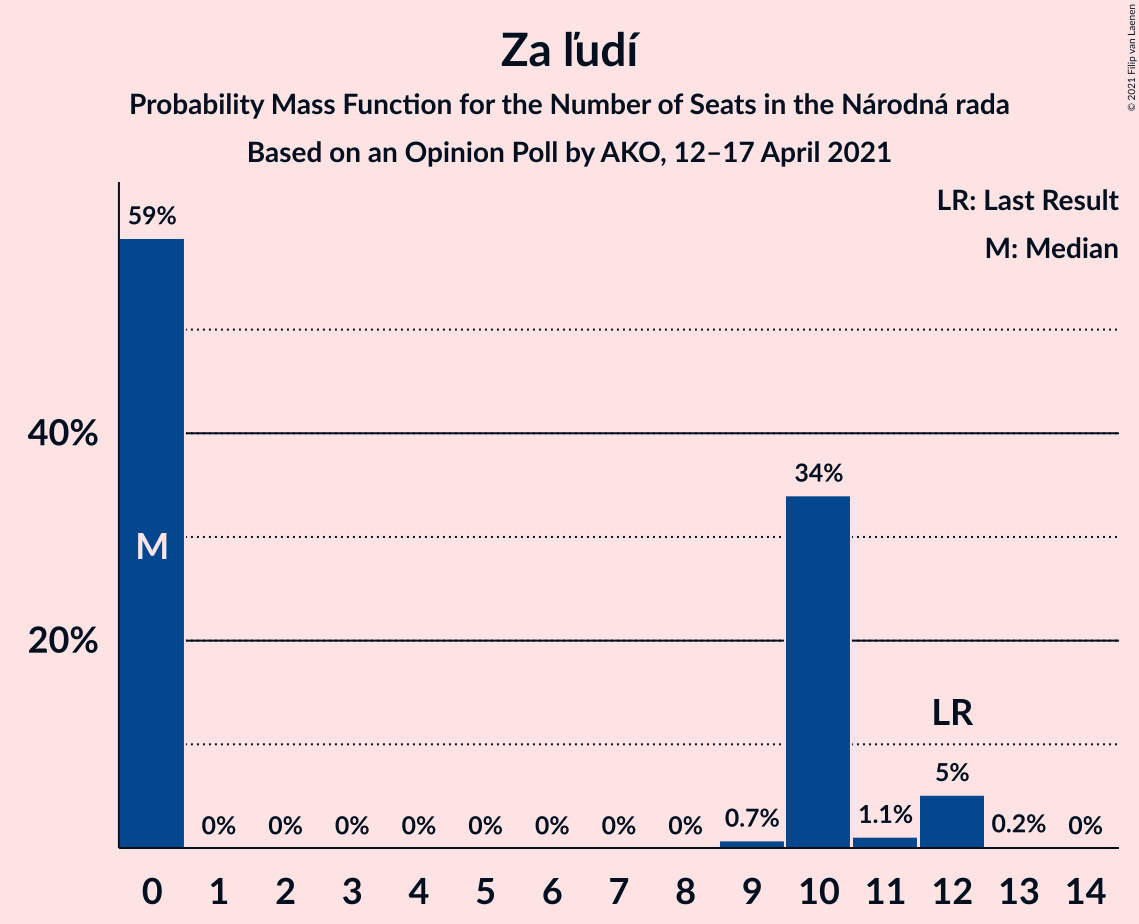 Za ľudí
Probability Mass Function for the Number of Seats in the Národná rada
Based on an Opinion Poll by AKO, 12–17 April 2021
© 2021 Filip van Laenen
LR: Last Result
M: Median
59%
40%
34%
M
20%
LR
5%
0% 0% 0% 0% 0% 0% 0% 0% 0.7% 1.1% 0.2% 0%
0 1 2 3 4 5 6 7 8 9 10 11 12 13 14